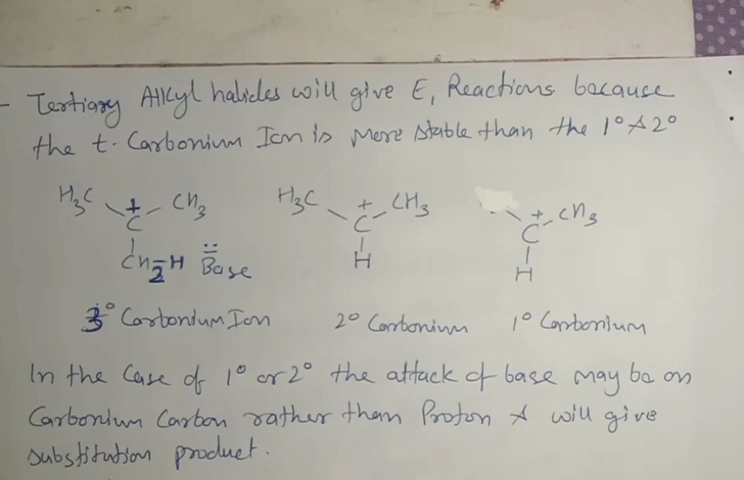 - Tertiary Alkyl halides will give E, Reactions because
the t. Carbonium Ion is more stable than the 1° & 2°
H3C + CH3 H3C + CH3 + CH3
C C C
CH2-H Base H H
3° Carbonium Ion 2° Carbonium 1° Carbonium
In the Case of 1° or 2° the attack of base may be on
Carbonium Carbon rather than Proton & will give
substitution product.